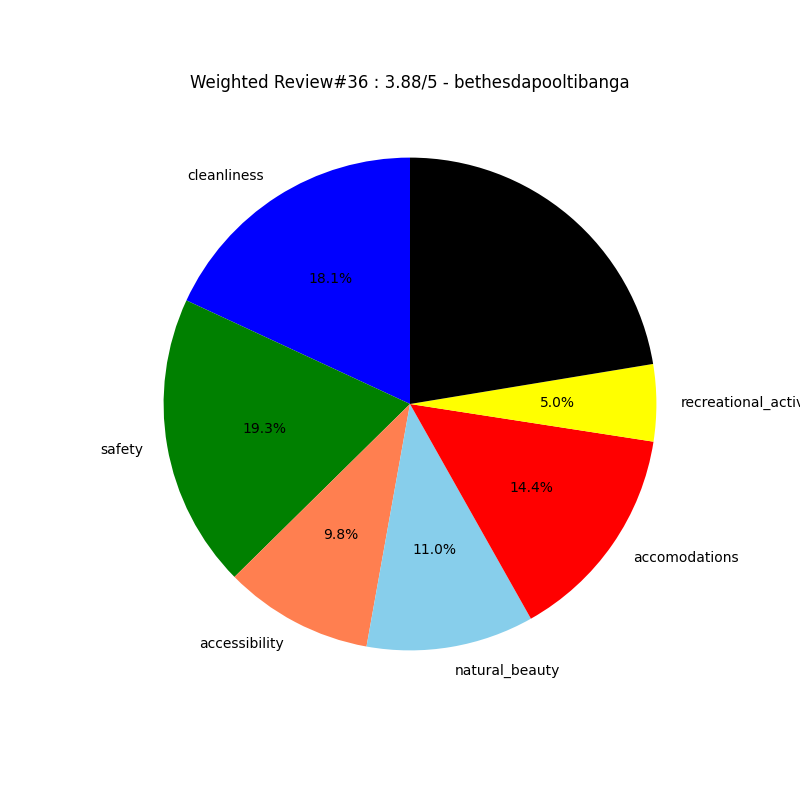 Weighted Review#36 : 3.88/5 - bethesdapooltibanga
cleanliness
18.1%
recreational_activ
5.0%
safety
19.3%
14.4%
9.8%
11.0%
accomodations
accessibility
natural_beauty